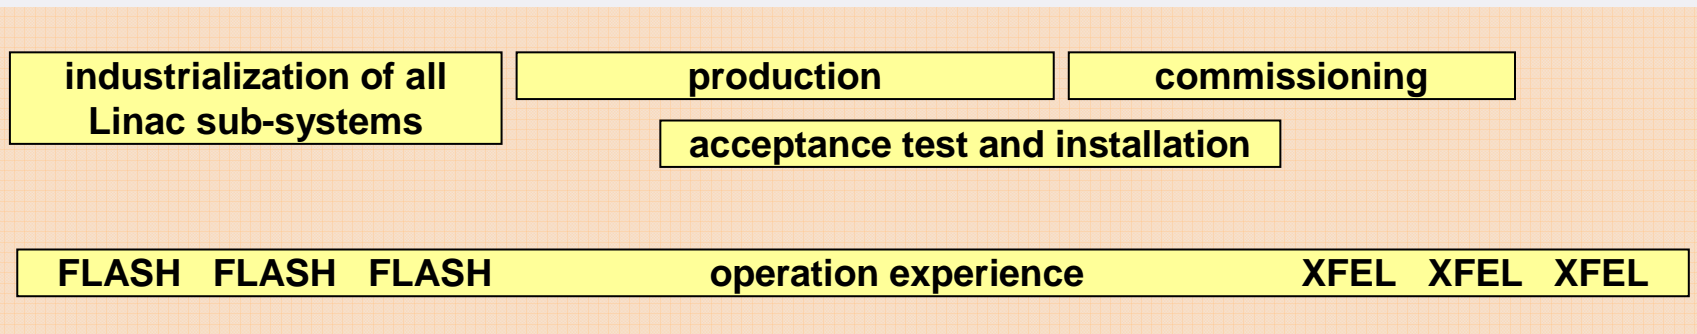 industrialization of all
Linac sub-systems
production
commissioning
acceptance test and installation
FLASH FLASH FLASH operation experience XFEL XFEL XFEL